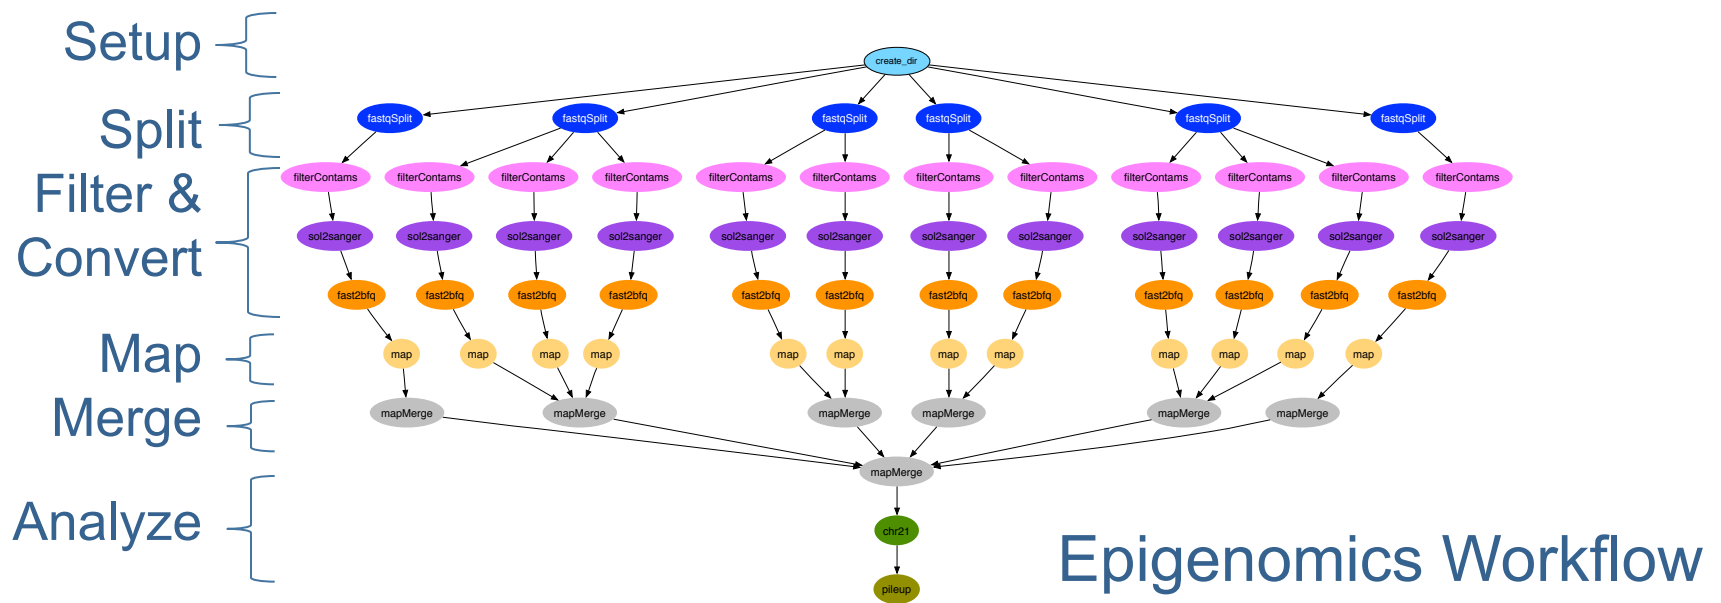 Setup
create_dir
Split
fastqSplit fastqSplit fastqSplit fastqSplit fastqSplit fastqSplit
Filter &
Convert
filterContams filterContams filterContams filterContams filterContams filterContams filterContams filterContams filterContams filterContams filterContams filterContams
sol2sanger sol2sanger sol2sanger sol2sanger sol2sanger sol2sanger sol2sanger sol2sanger sol2sanger sol2sanger sol2sanger sol2sanger
fast2bfq fast2bfq fast2bfq fast2bfq fast2bfq fast2bfq fast2bfq fast2bfq fast2bfq fast2bfq fast2bfq fast2bfq
Map
map map map map map map map map map map map map
Merge
mapMerge mapMerge mapMerge mapMerge mapMerge mapMerge
mapMerge
Analyze
chr21
pileup
Epigenomics Workflow